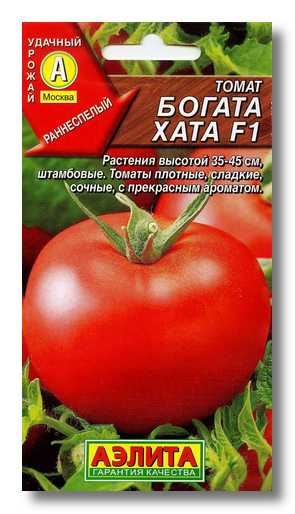 УДАЧНЫЙ
УРОЖАЙ
А
Москва
РАННЕСПЕЛЫЙ
ТОМАТ
БОГАТА
ХАТА F1
Растения высотой 35-45 см,
штамбовые. Томаты плотные, сладкие,
сочные, с прекрасным ароматом.
АЭЛИТА
ГАРАНТИЯ КАЧЕСТВА